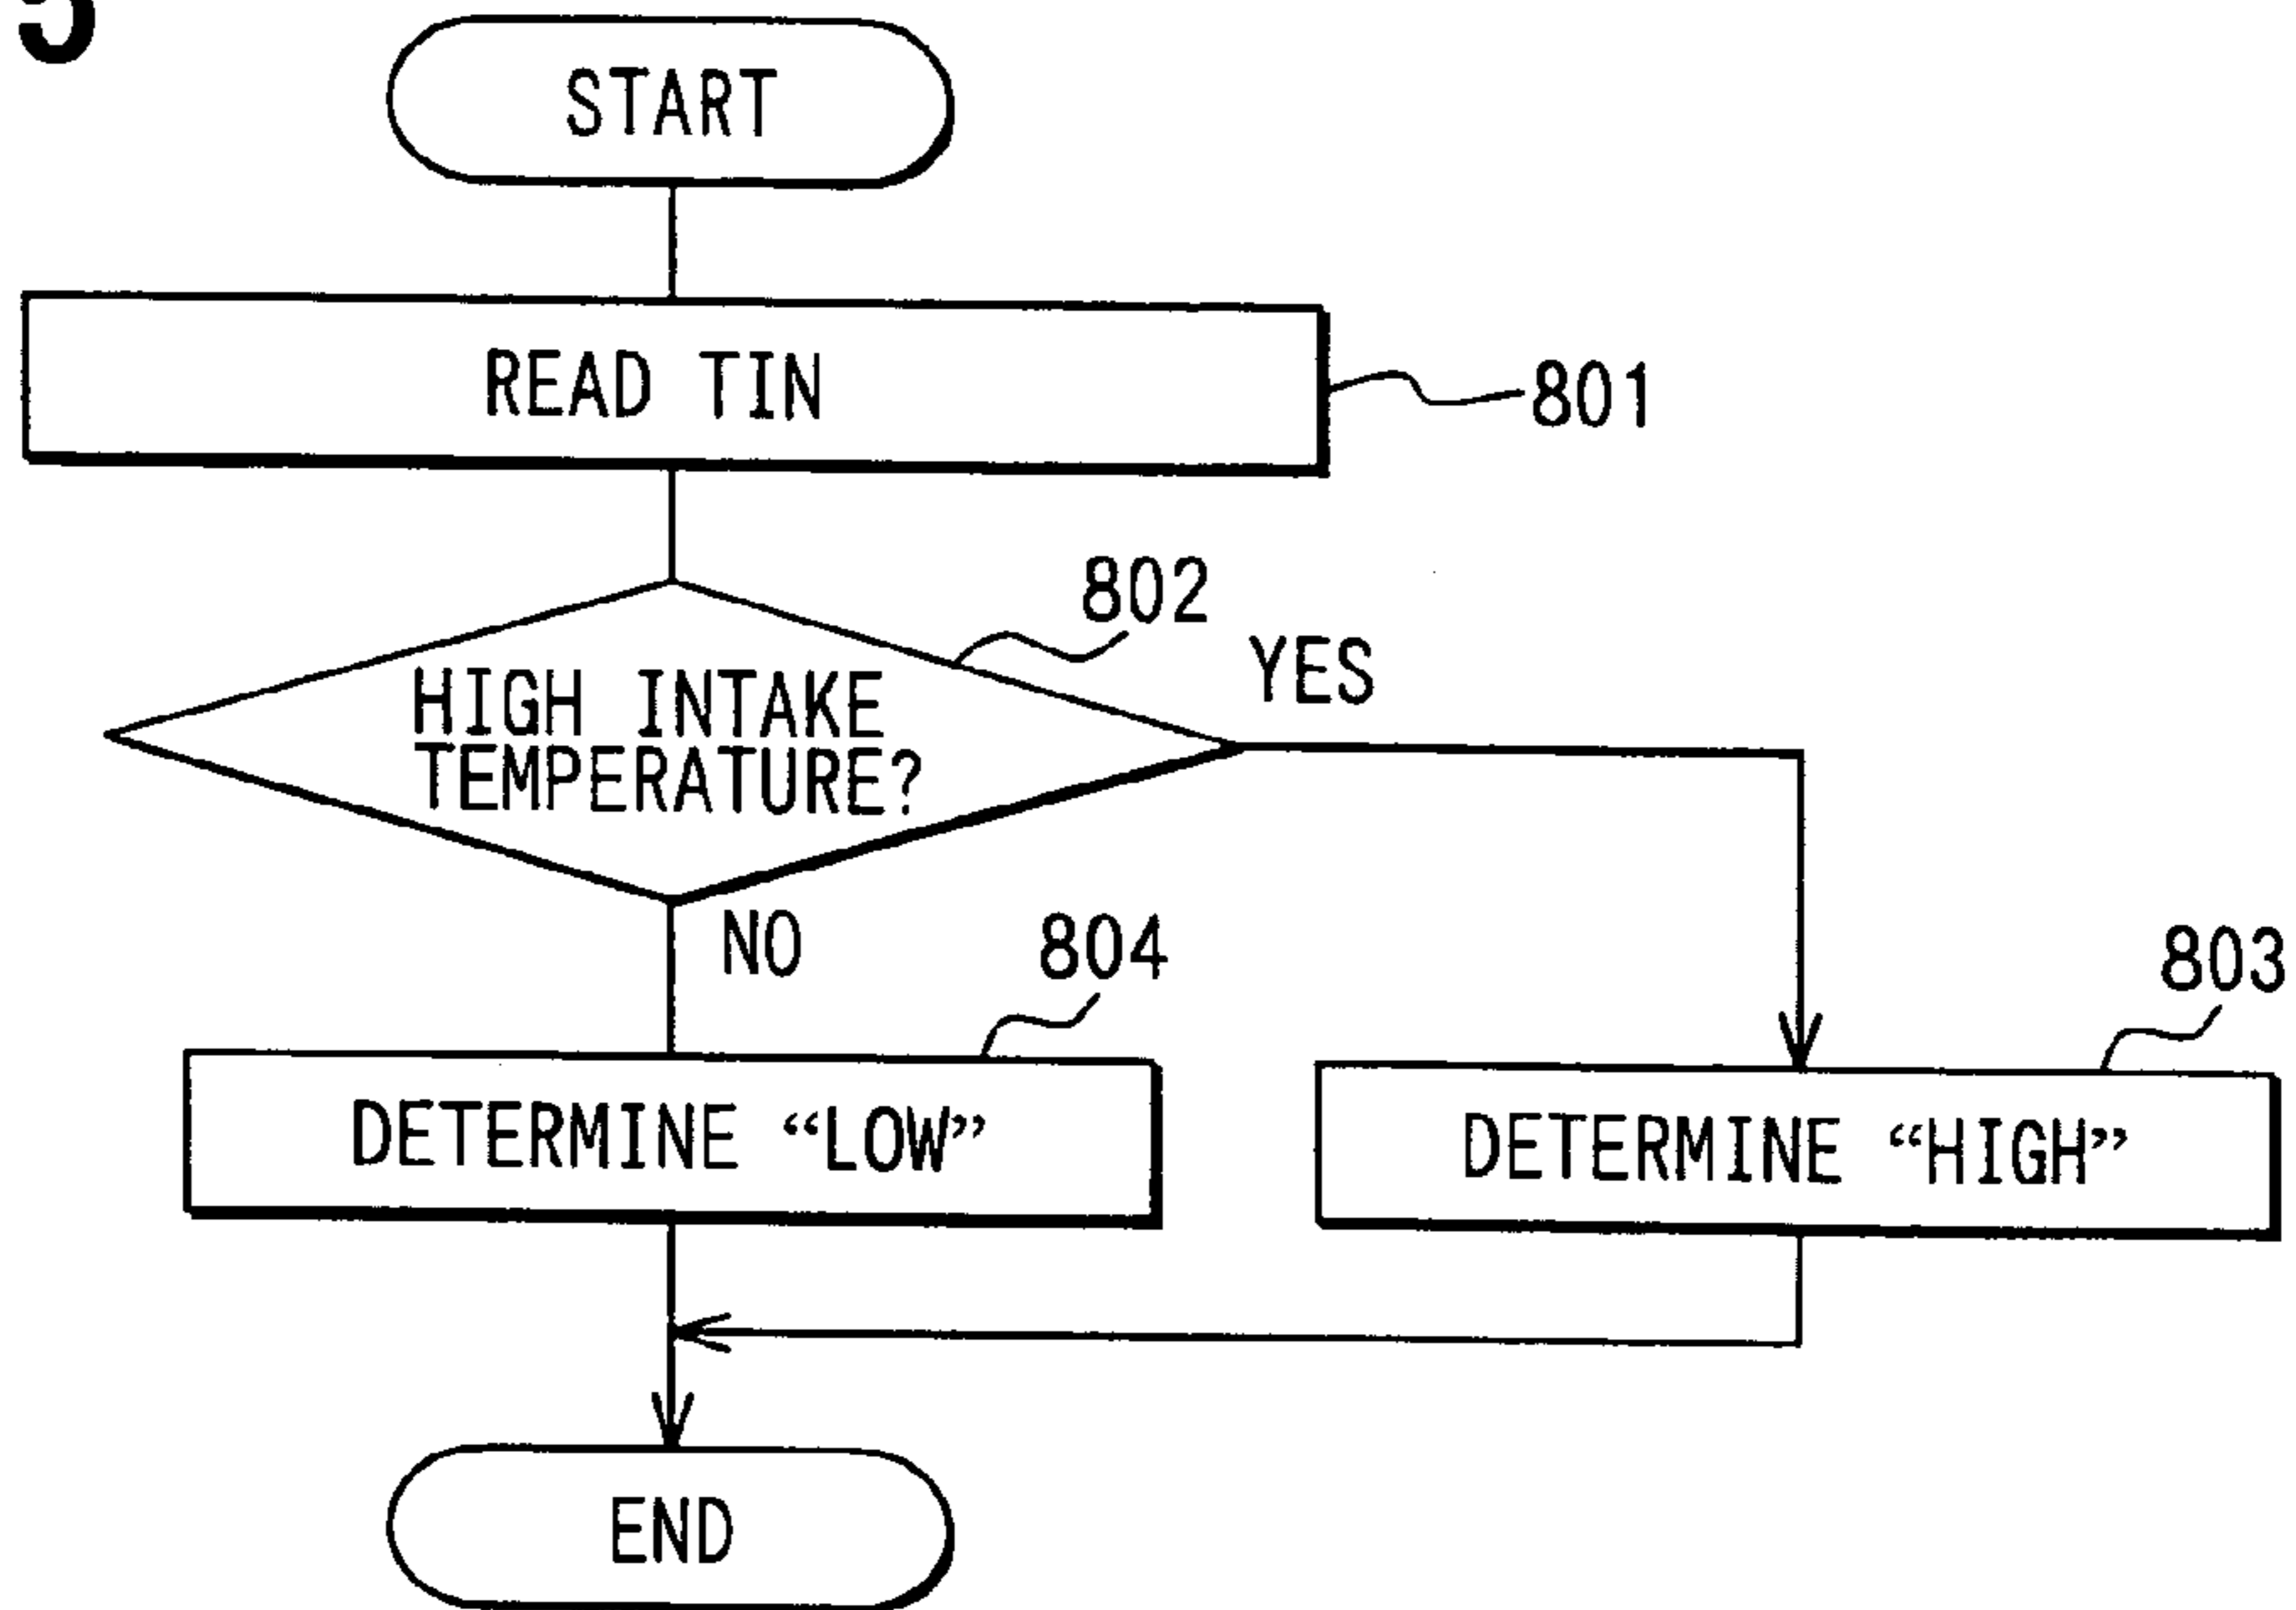 5
START
READ TIN
801
802
HIGH INTAKE
TEMPERATURE?
YES
NO
804
803
DETERMINE “LOW”
DETERMINE “HIGH”
END